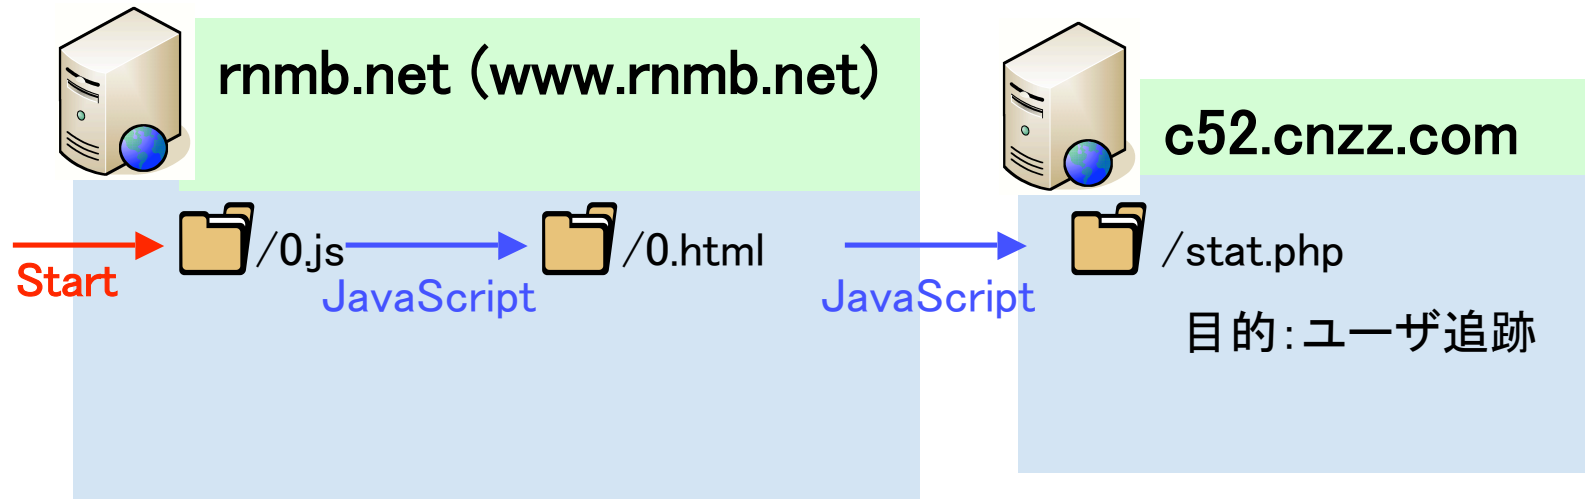 rnmb.net (www.rnmb.net)
c52.cnzz.com
Start
/0.js
JavaScript
/0.html
JavaScript
/stat.php
目的:ユーザ追跡